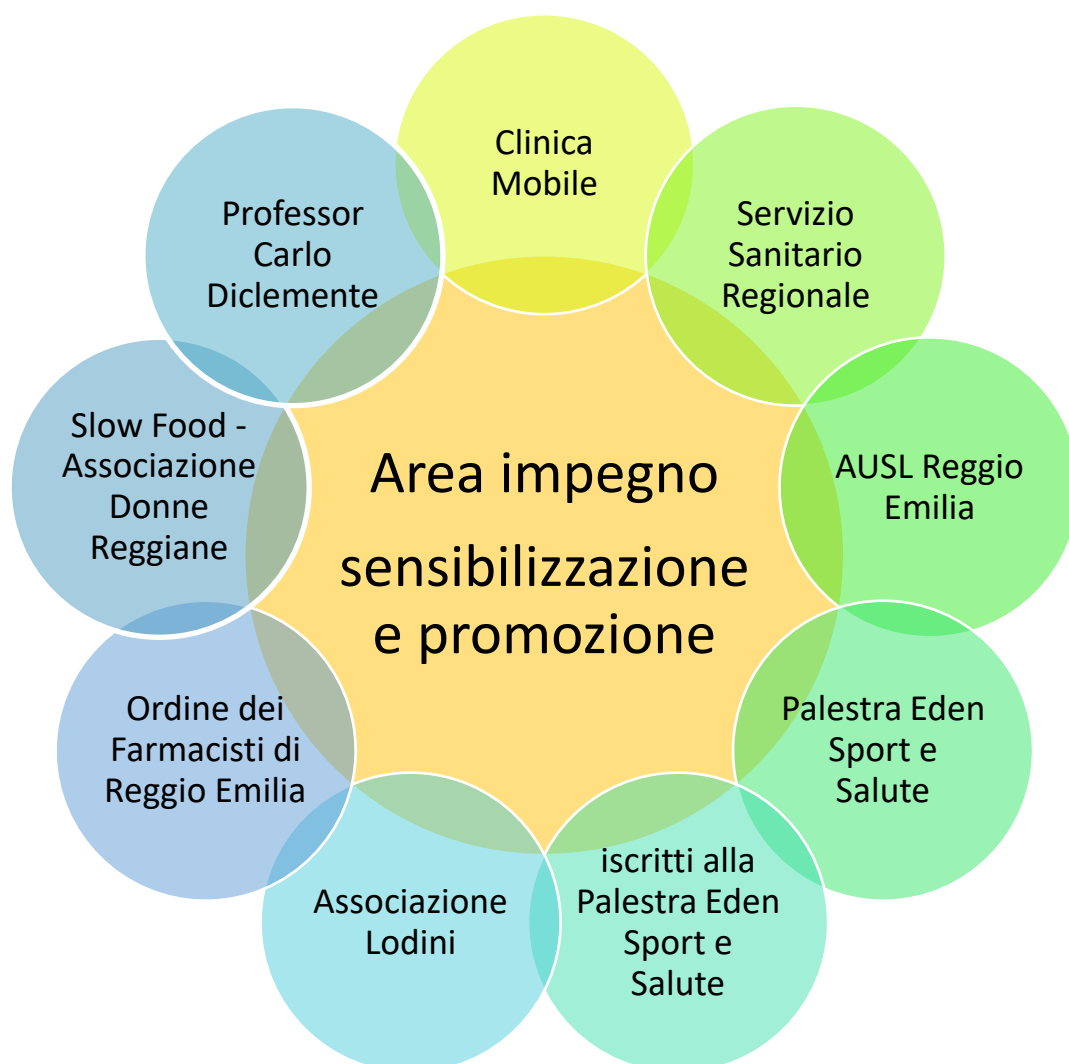 Clinica
Mobile
Servizio
Sanitario
Regionale
AUSL Reggio
Emilia
Palestra Eden
Sport e
Salute
iscritti alla
Palestra Eden
Sport e
Salute
Associazione
Lodini
Ordine dei
Farmacisti di
Reggio Emilia
Slow Food -
Associazione
Donne
Reggiane
Professor
Carlo
Diclemente
Area impegno
sensibilizzazione
e promozione